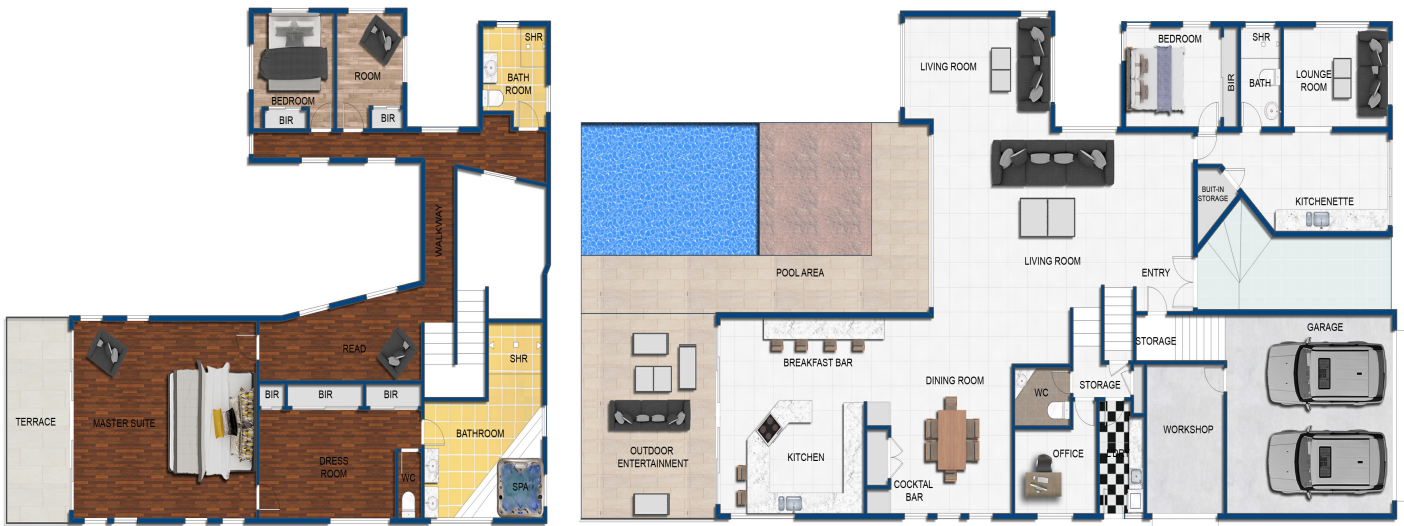 BEDROOM
ROOM
BIR
BIR
SHR
BATH
ROOM
WALKWAY
READ
SHR
TERRACE
MASTER SUITE
BIR
BIR
BIR
DRESS
ROOM
BATHROOM
WC
SPA
LIVING ROOM
BEDROOM
BIR
SHR
BATH
LOUNGE
ROOM
BUIT-IN
STORAGE
KITCHENETTE
POOL AREA
LIVING ROOM
ENTRY
BREAKFAST BAR
DINING ROOM
STORAGE
GARAGE
WC
STORAGE
OUTDOOR
ENTERTAINMENT
KITCHEN
COCKTAL
BAR
OFFICE
WORKSHOP